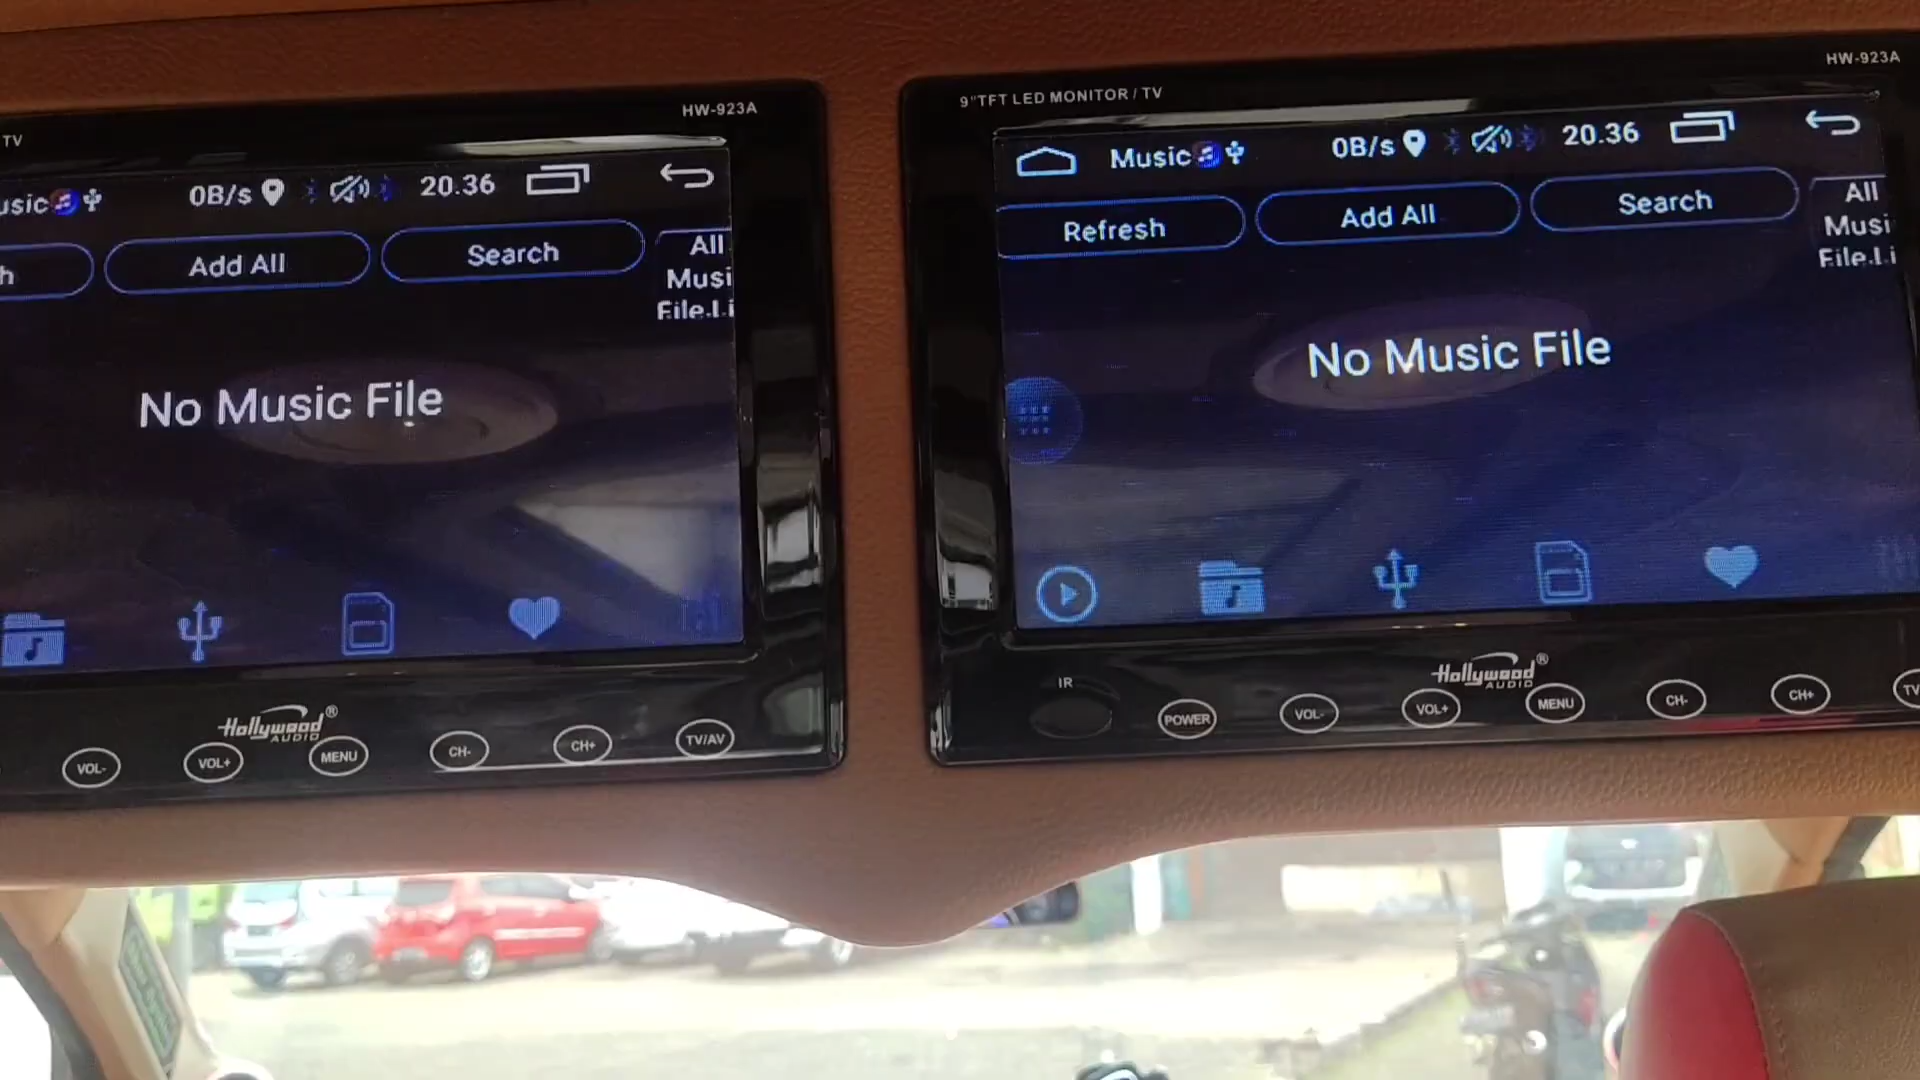 TV
HW-923A
usic
0B/s
20.36
h
Add All
Search
All
Musi
File Li
No Music File
Hollywood®
AUDIO
VOL-
VOL+
MENU
CH-
CH+
TV/AV
9"TFT LED MONITOR / TV
HW-923A
Music
0B/s
20.36
Refresh
Add All
Search
All
Musi
File Li
No Music File
IR
Hollywood®
AUDIO
POWER
VOL-
VOL+
MENU
CH-
CH+
TV